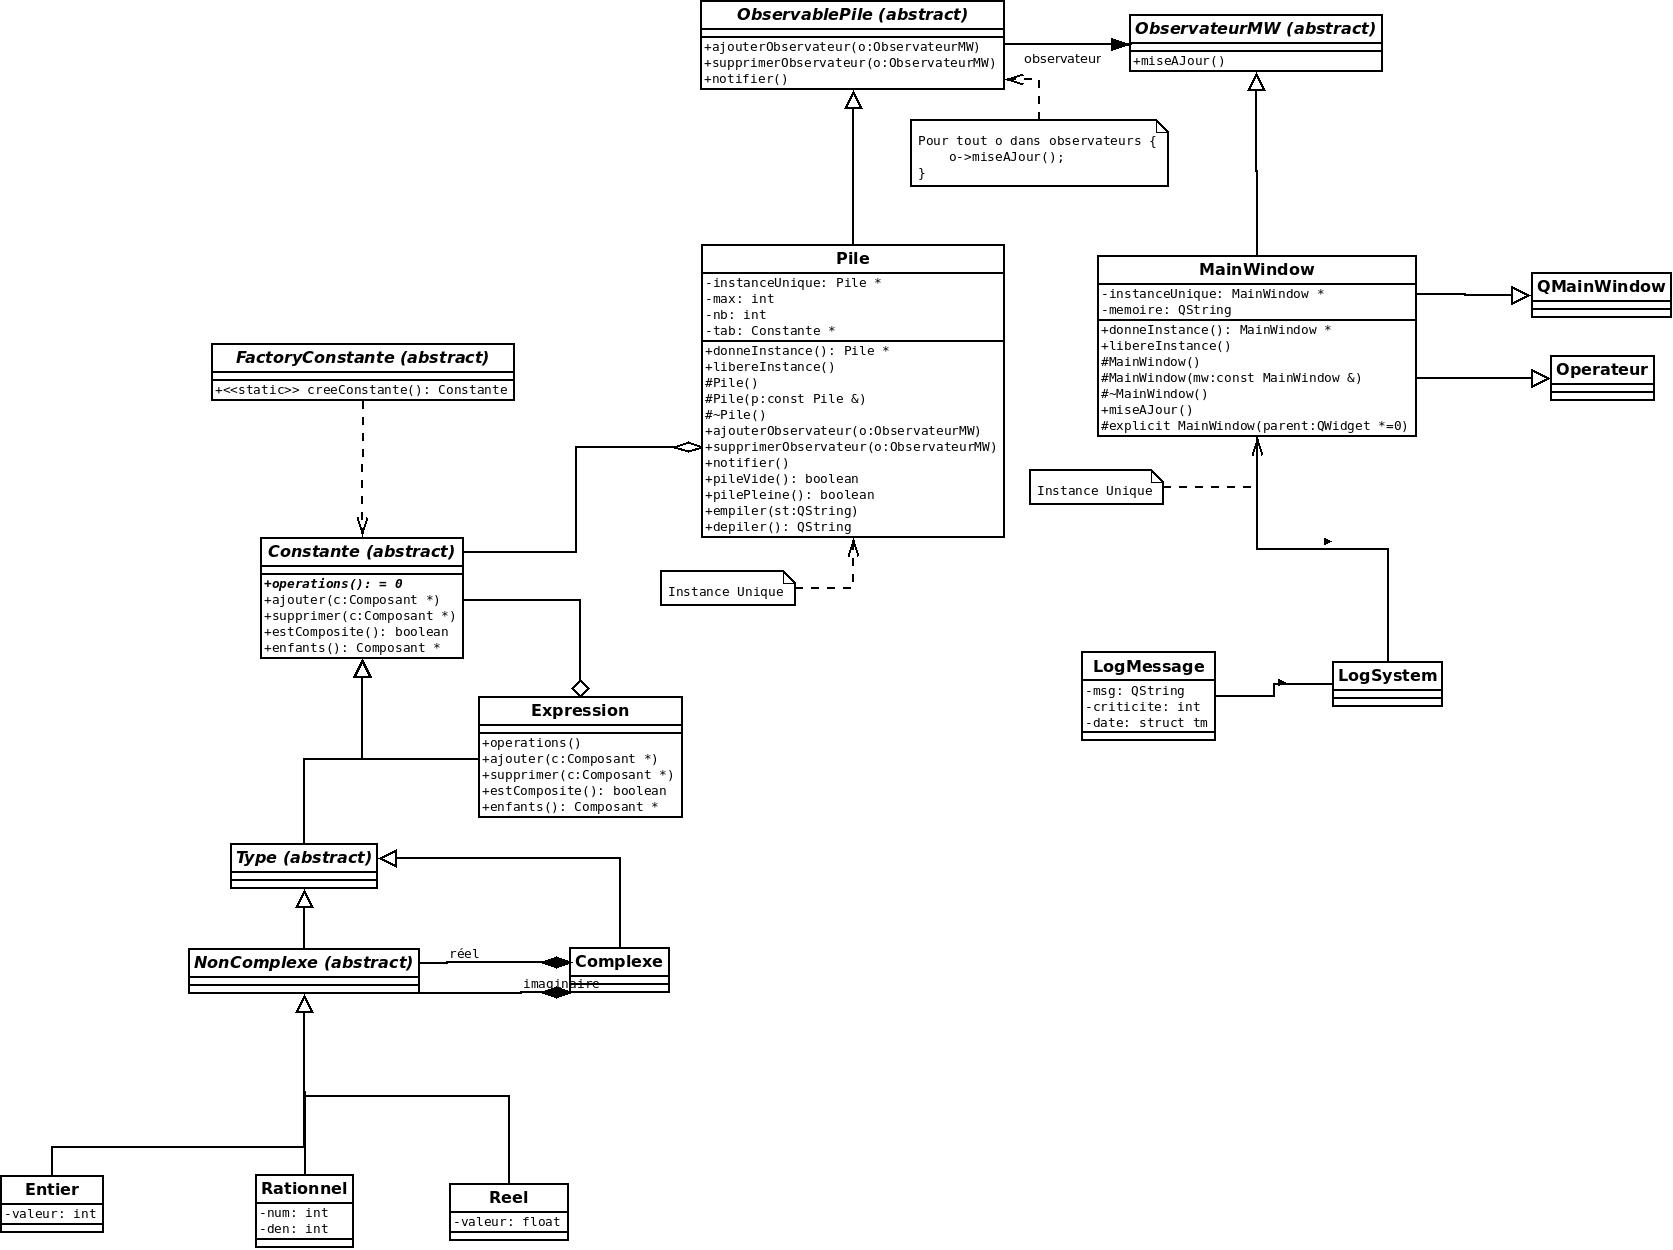 ObservablePile (abstract)
+ajouterObservateur(o:ObservateurMW)
+supprimerObservateur(o:ObservateurMW)
+notifier()
observateur
ObservateurMW (abstract)
+miseAJour()
Pour tout o dans observateurs {
    o->miseAJour();
}
Pile
-instanceUnique: Pile *
-max: int
-nb: int
-tab: Constante *
+donneInstance(): Pile *
+libereInstance()
#Pile()
#Pile(p:const Pile &)
#~Pile()
+ajouterObservateur(o:ObservateurMW)
+supprimerObservateur(o:ObservateurMW)
+notifier()
+pileVide(): boolean
+pilePleine(): boolean
+empiler(st:QString)
+depiler(): QString
MainWindow
-instanceUnique: MainWindow *
-memoire: QString
+donneInstance(): MainWindow *
+libereInstance()
#MainWindow()
#MainWindow(mw:const MainWindow &)
#~MainWindow()
+miseAJour()
#explicit MainWindow(parent:QWidget *=0)
QMainWindow
Operateur
FactoryConstante (abstract)
+<<static>> creeConstante(): Constante
Instance Unique
Constante (abstract)
+operations(): = 0
+ajouter(c:Composant *)
+supprimer(c:Composant *)
+estComposite(): boolean
+enfants(): Composant *
Instance Unique
LogMessage
-msg: QString
-criticite: int
-date: struct tm
LogSystem
Expression
+operations()
+ajouter(c:Composant *)
+supprimer(c:Composant *)
+estComposite(): boolean
+enfants(): Composant *
Type (abstract)
NonComplexe (abstract)
réel
imaginaire
Complexe
Entier
-valeur: int
Rationnel
-num: int
-den: int
Reel
-valeur: float